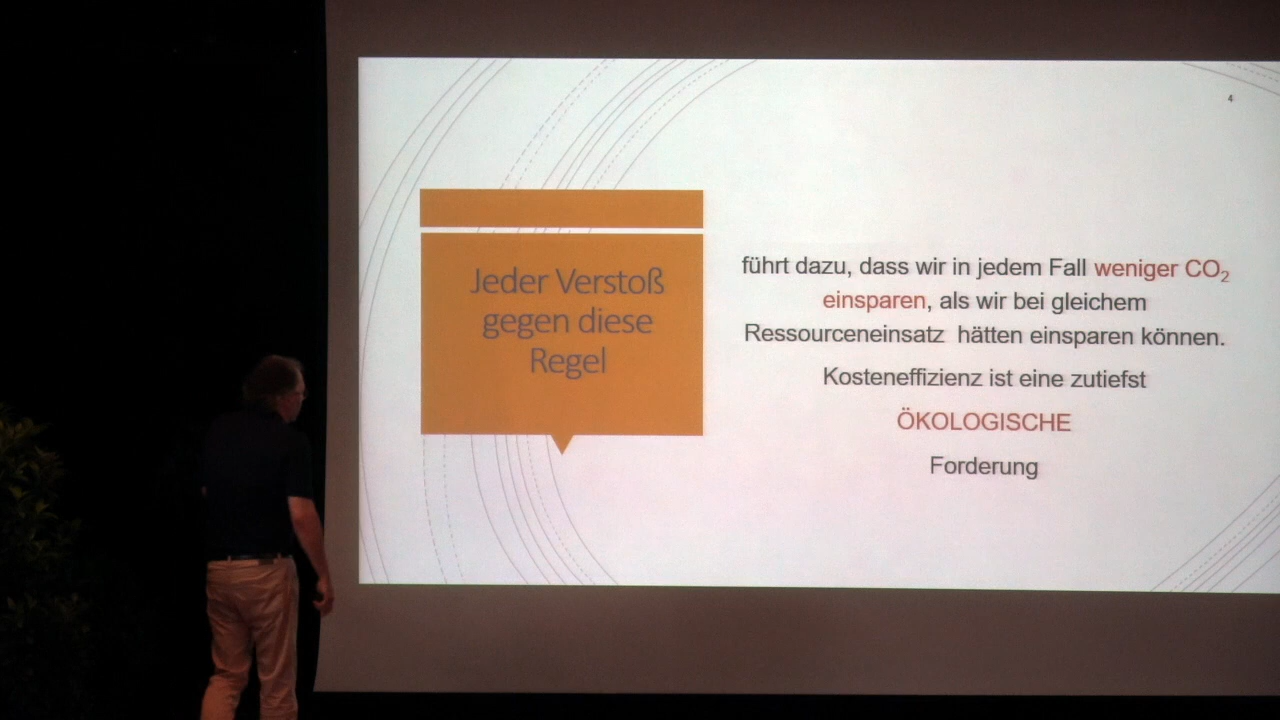 4
Jeder Verstoß
gegen diese
Regel
führt dazu, dass wir in jedem Fall weniger CO₂
einsparen, als wir bei gleichem
Ressourceneinsatz hätten einsparen können.
Kosteneffizienz ist eine zutiefst
ÖKOLOGISCHE
Forderung